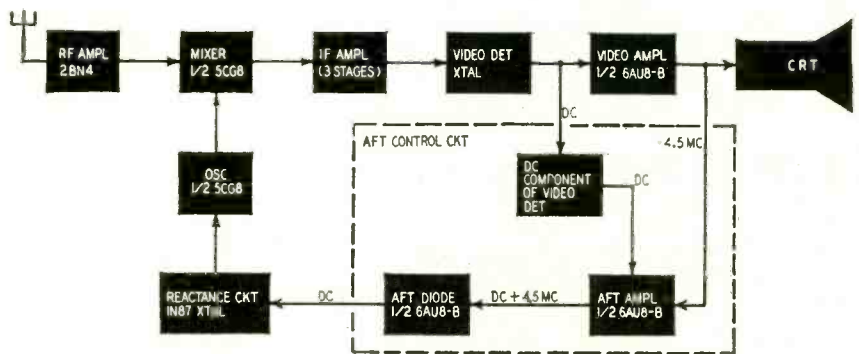 RF AMPL
2BN4
MIXER
1/2 5CG8
IF AMPL
(3 STAGES)
VIDEO DET
XTAL
VIDEO AMPL
1/2 6AU8-B
CRT
DC
4.5 MC
AFT CONTROL CKT
OSC
1/2 5CG8
DC
COMPONENT
OF VIDEO
DET
DC
REACTANCE CKT
IN87 XTAL
DC
AFT DIODE
1/2 6AU8-B
DC + 4.5 MC
AFT AMPL
1/2 6AU8-B